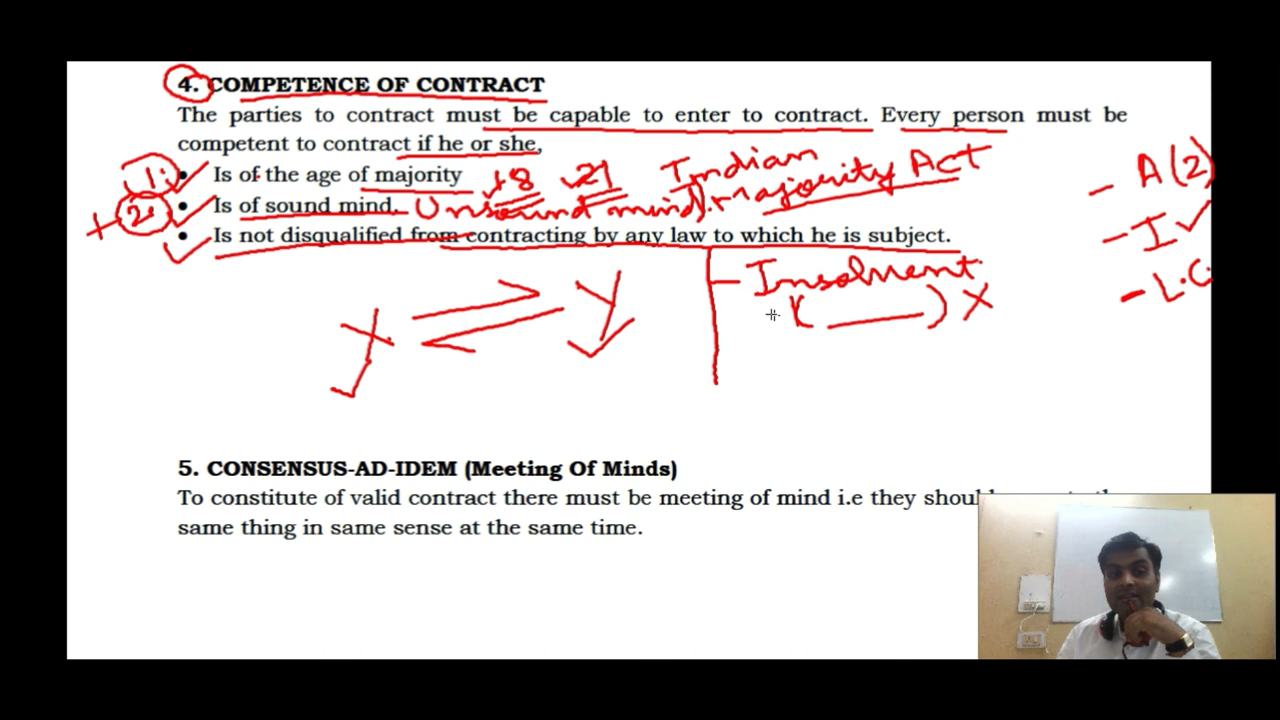 4. COMPETENCE OF CONTRACT
The parties to contract must be capable to enter to contract. Every person must be
competent to contract if he or she,
1. • Is of the age of majority 18 21 Indian Majority Act
2. • Is of sound mind. Unsound mind
• Is not disqualified from contracting by any law to which he is subject.
- A(2)
- I
- L.C.
- Insolvent
( ) X
X Y
5. CONSENSUS-AD-IDEM (Meeting Of Minds)
To constitute of valid contract there must be meeting of mind i.e they
same thing in same sense at the same time.